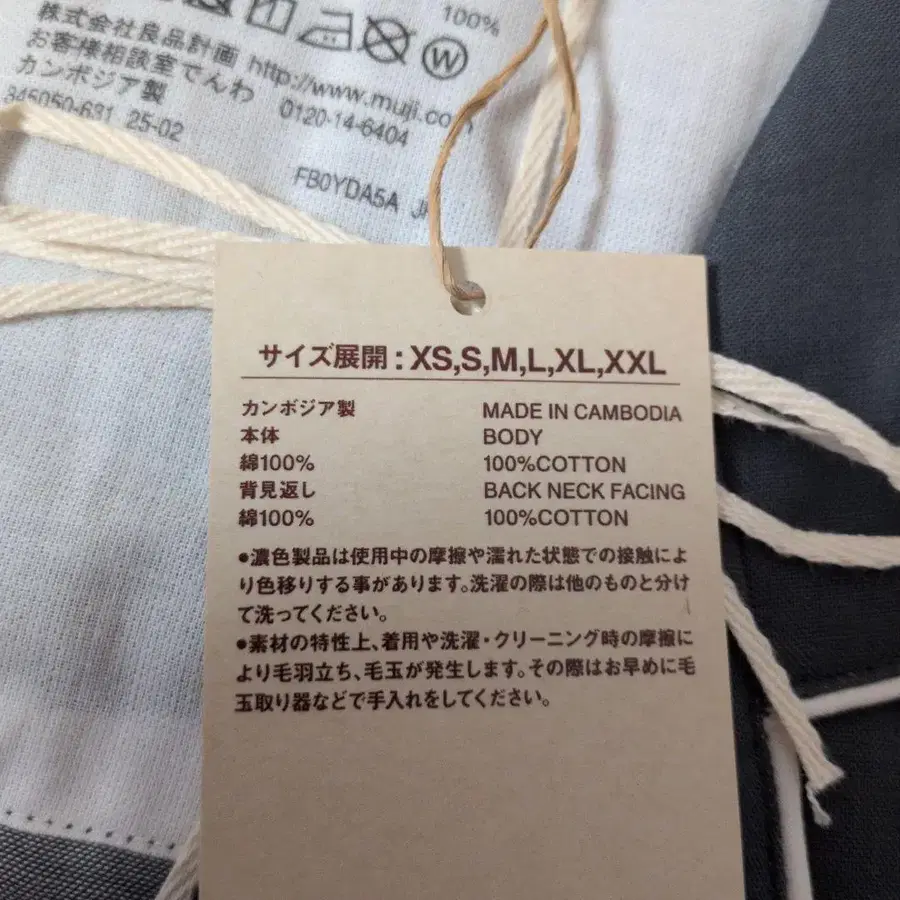 100%
株式会社良品計画 http://www.muji.com
お客様相談室でんわ 0120-14-6404
カンボジア製
345050-631 25-02
FB0YDA5A
W
サイズ展開 : XS,S,M,L,XL,XXL
カンボジア製 MADE IN CAMBODIA
本体 BODY
綿100% 100%COTTON
背見返し BACK NECK FACING
綿100% 100%COTTON
●濃色製品は使用中の摩擦や濡れた状態での接触によ
り色移りする事があります。洗濯の際は他のものと分け
て洗ってください。
●素材の特性上、着用や洗濯・クリーニング時の摩擦に
より毛羽立ち、毛玉が発生します。その際はお早めに毛
玉取り器などで手入れをしてください。